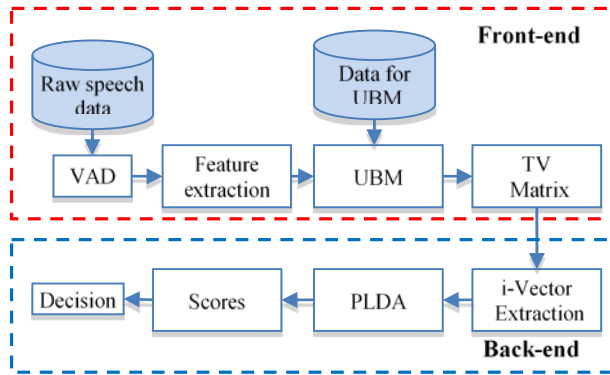 Front-end
Raw speech
data
Data for
UBM
VAD
Feature
extraction
UBM
TV
Matrix
Decision
Scores
PLDA
i-Vector
Extraction
Back-end